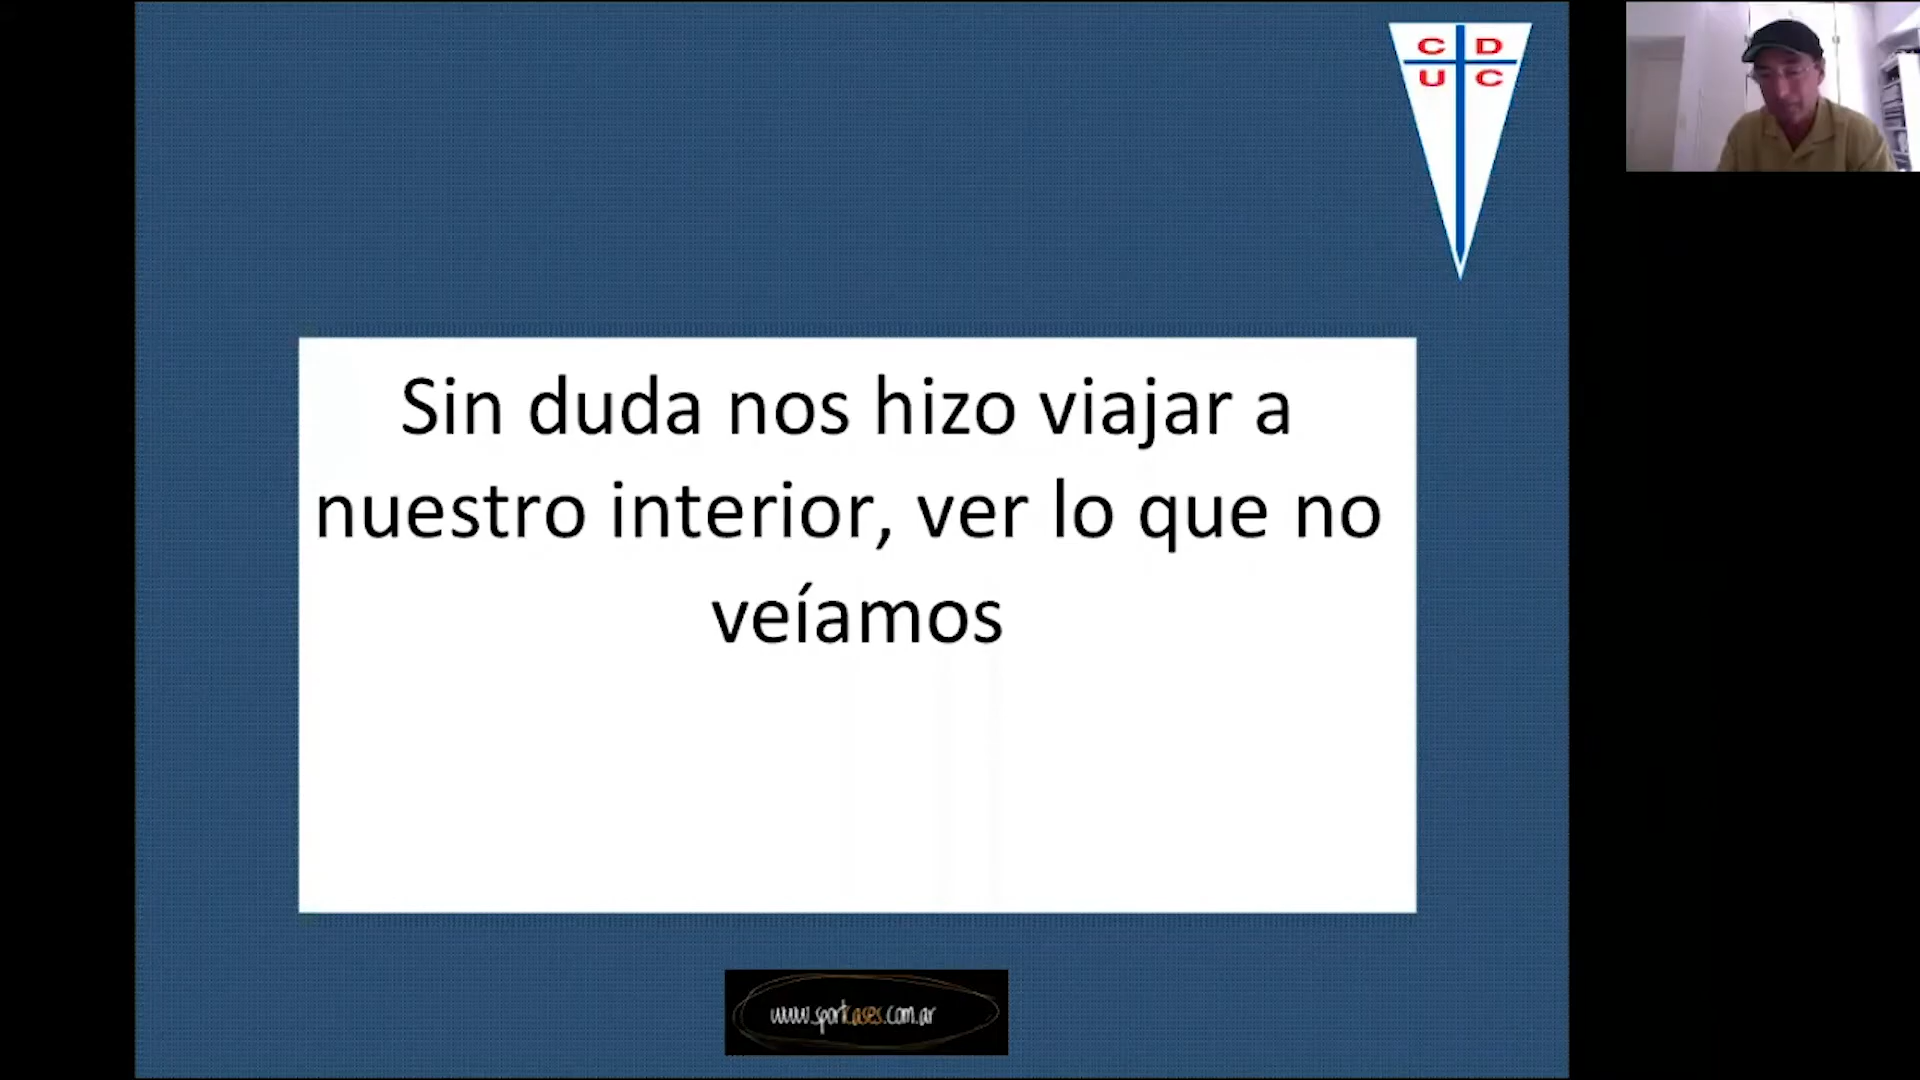 C D
U C
Sin duda nos hizo viajar a
nuestro interior, ver lo que no
veíamos
www.sportcases.com.ar